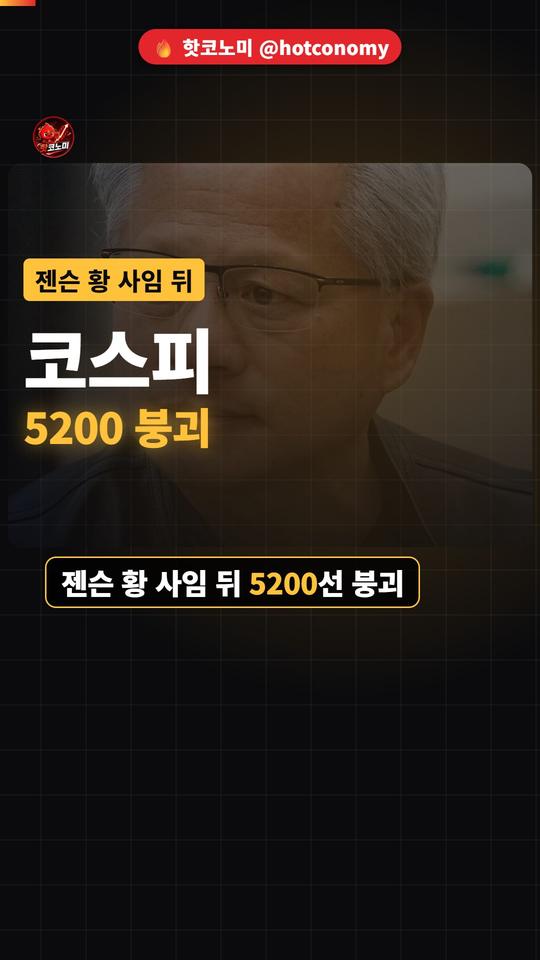 핫코노미 @hotconomy
핫코노미
젠슨 황 사임 뒤
코스피
5200 붕괴
젠슨 황 사임 뒤 5200선 붕괴